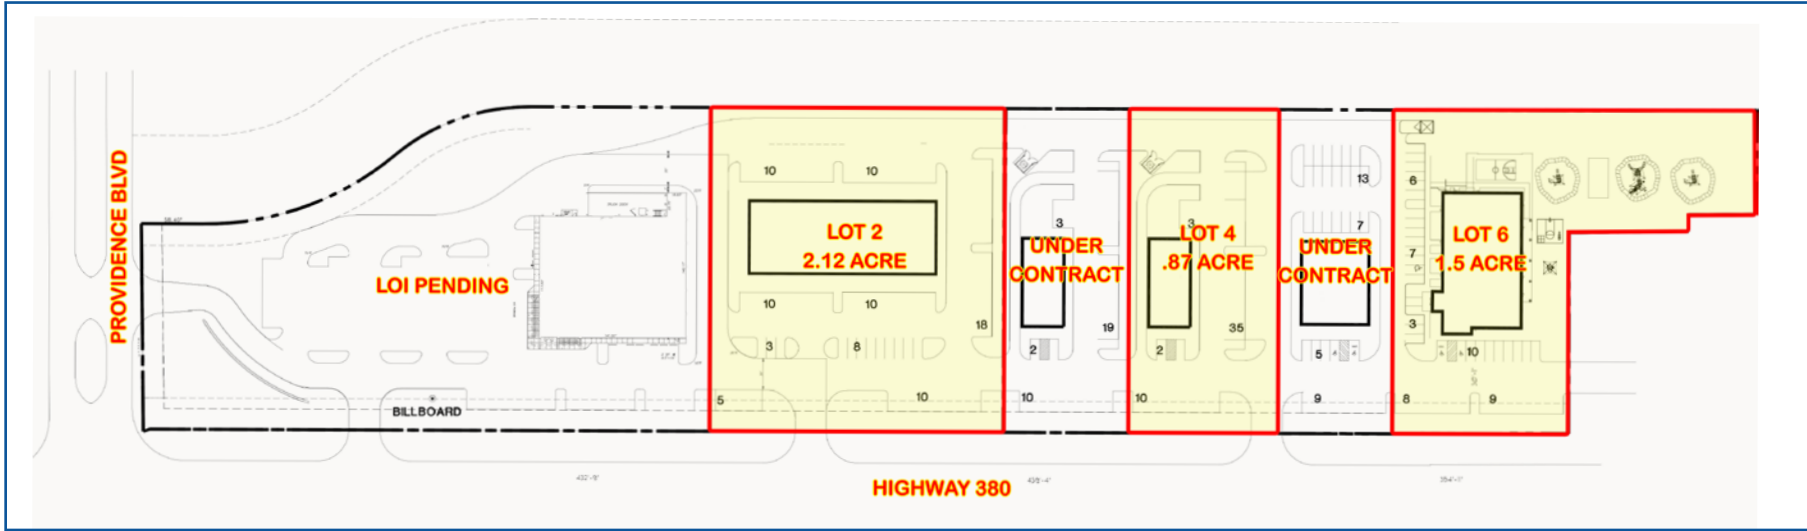 10
10
13
6
PROVIDENCE BLVD
3
3
7
LOT 2
2.12 ACRE
UNDER
CONTRACT
LOT 4
.87 ACRE
UNDER
CONTRACT
7
LOT 6
1.5 ACRE
LOI PENDING
10
10
18
19
35
3
3
8
2
2
5
10
BILLBOARD
5
10
10
10
9
8
9
HIGHWAY 380